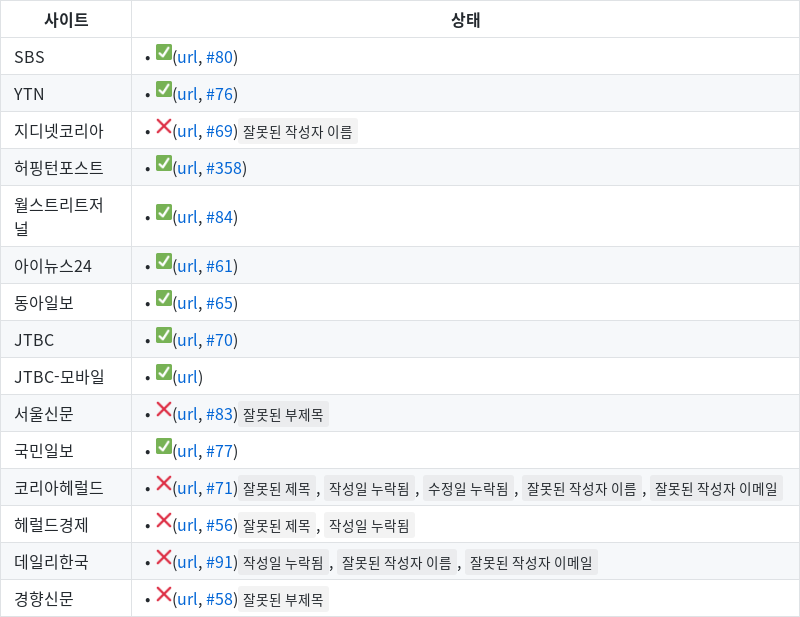 사이트 상태
SBS • ✅(url, #80)
YTN • ✅(url, #76)
지디넷코리아 • ❌(url, #69) 잘못된 작성자 이름
허핑턴포스트 • ✅(url, #358)
월스트리트저
널 • ✅(url, #84)
아이뉴스24 • ✅(url, #61)
동아일보 • ✅(url, #65)
JTBC • ✅(url, #70)
JTBC-모바일 • ✅(url)
서울신문 • ❌(url, #83) 잘못된 부제목
국민일보 • ✅(url, #77)
코리아헤럴드 • ❌(url, #71) 잘못된 제목 , 작성일 누락됨 , 수정일 누락됨 , 잘못된 작성자 이름 , 잘못된 작성자 이메일
헤럴드경제 • ❌(url, #56) 잘못된 제목 , 작성일 누락됨
데일리한국 • ❌(url, #91) 작성일 누락됨 , 잘못된 작성자 이름 , 잘못된 작성자 이메일
경향신문 • ❌(url, #58) 잘못된 부제목